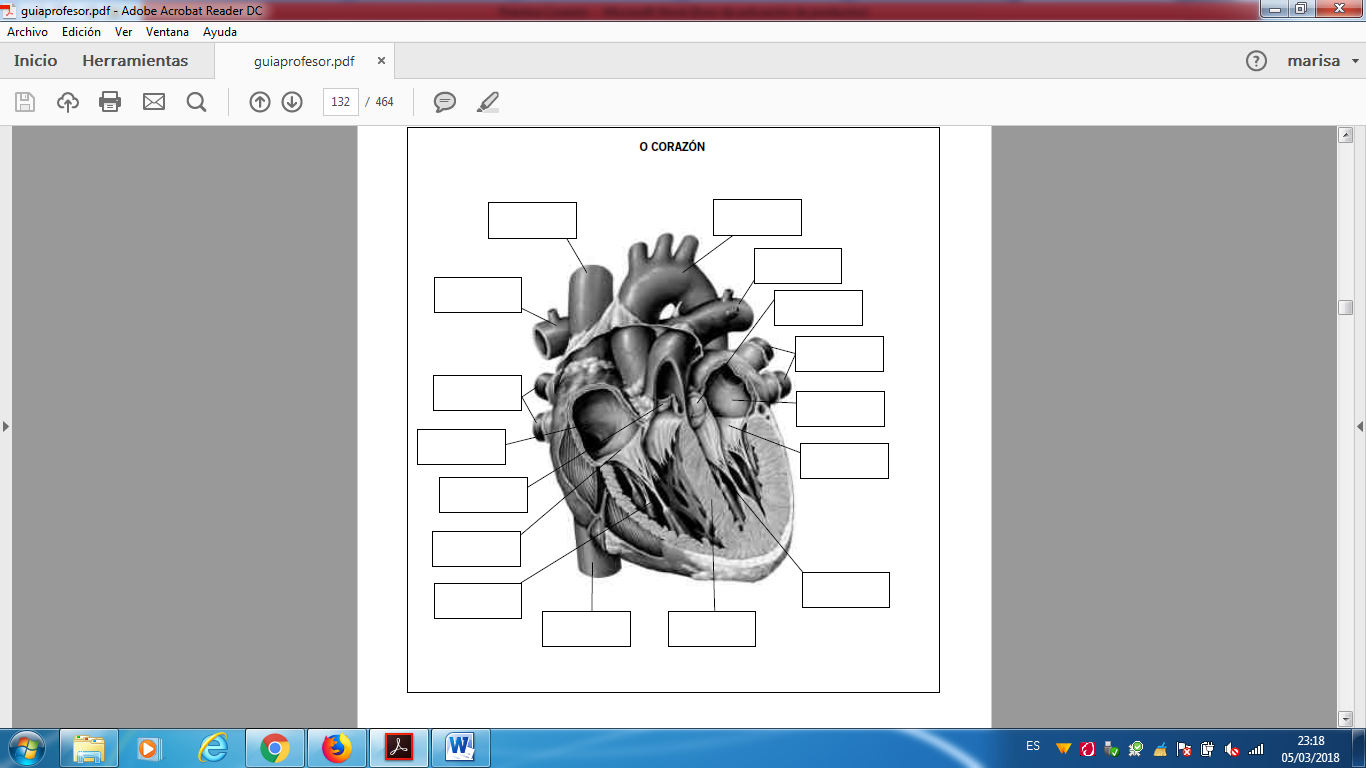 guiaprofesor.pdf - Adobe Acrobat Reader DC
Archivo Edición Ver Ventana Ayuda
Inicio Herramientas guiaprofesor.pdf × ? marisa
132 / 464
O CORAZÓN
ES
23:18
05/03/2018